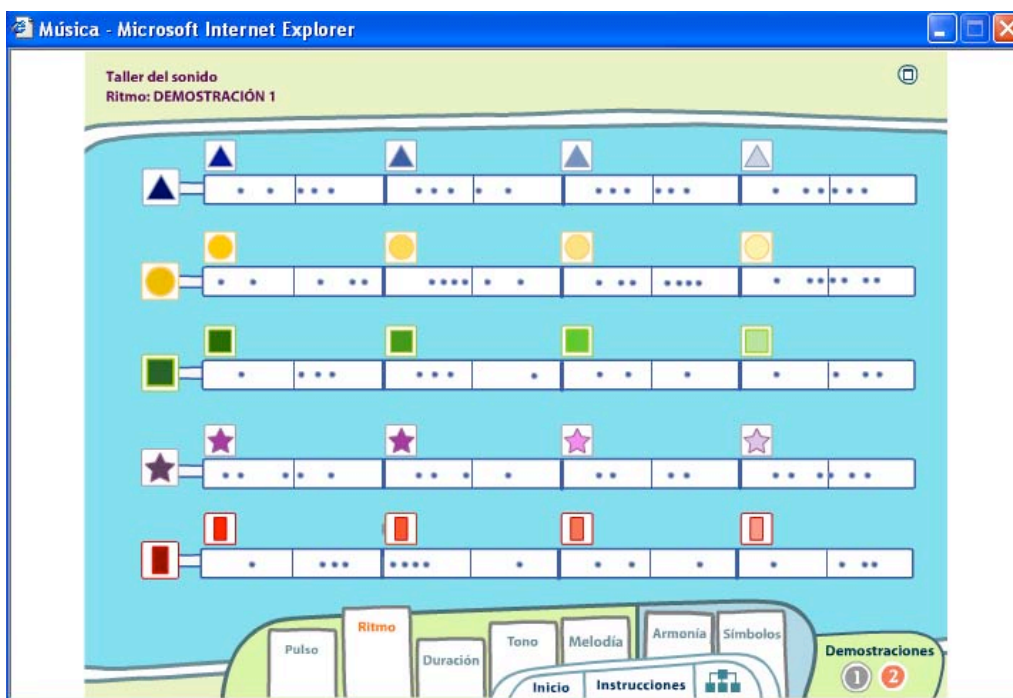 Música - Microsoft Internet Explorer
Taller del sonido
Ritmo: DEMOSTRACIÓN 1
Pulso
Ritmo
Duración
Tono
Melodía
Armonía
Símbolos
Inicio
Instrucciones
Demostraciones
1
2